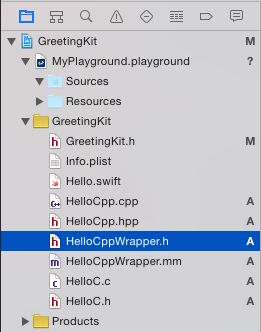 GreetingKit M
MyPlayground.playground ?
Sources
Resources
GreetingKit
GreetingKit.h M
Info.plist
Hello.swift
HelloCpp.cpp A
HelloCpp.hpp A
HelloCppWrapper.h A
HelloCppWrapper.mm A
HelloC.c A
HelloC.h A
Products